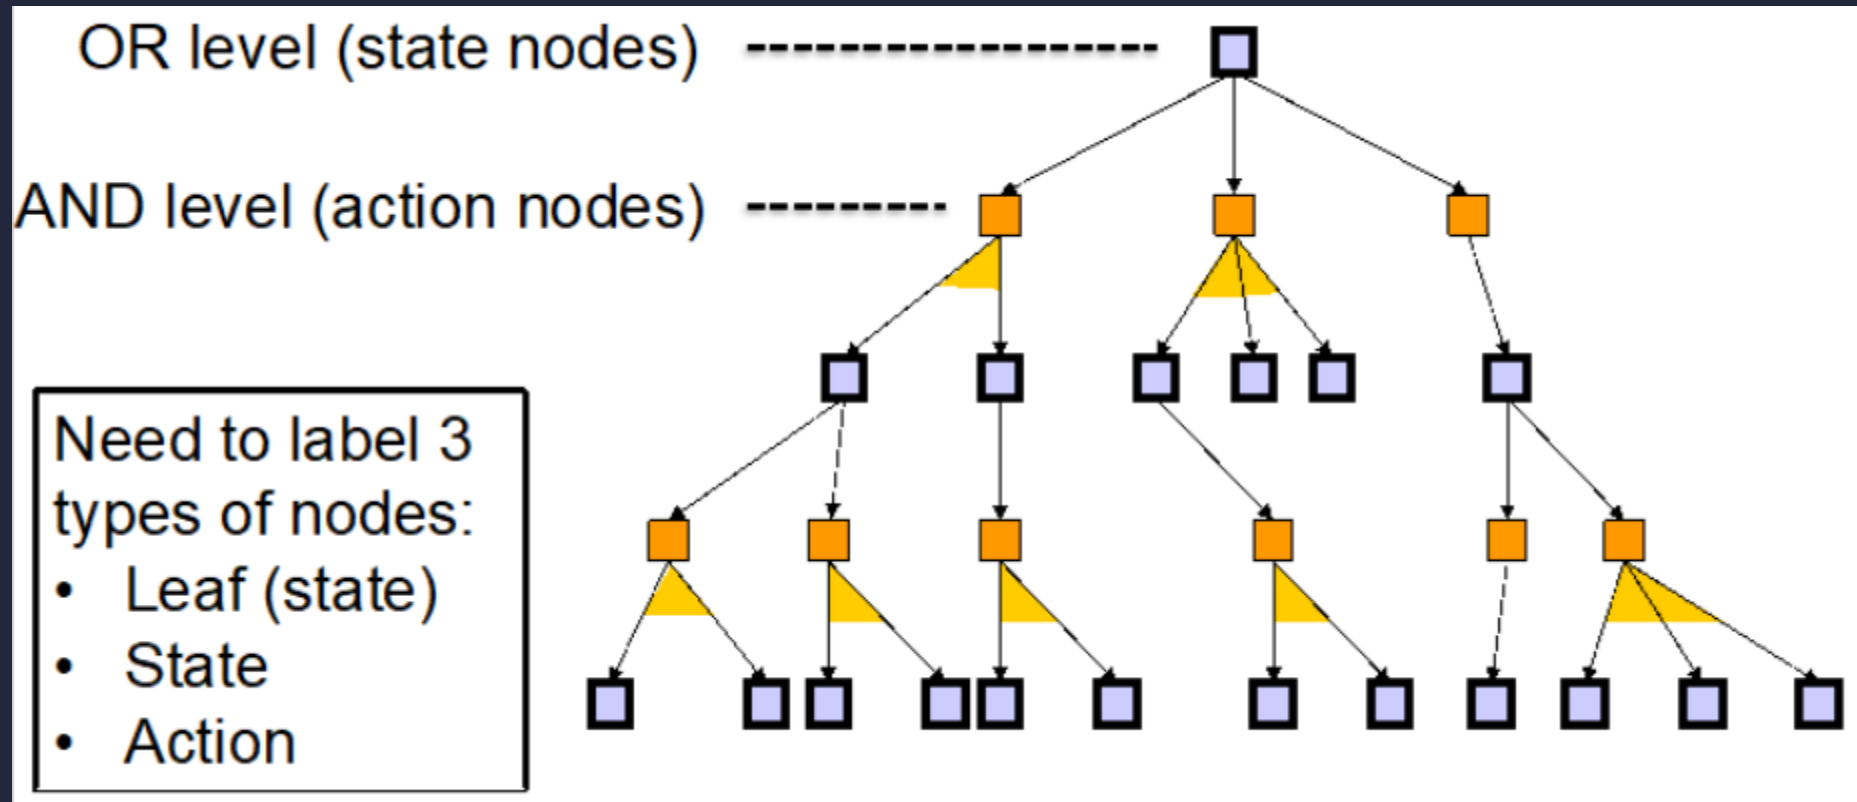 OR level (state nodes)
AND level (action nodes)
Need to label 3
types of nodes:
• Leaf (state)
• State
• Action